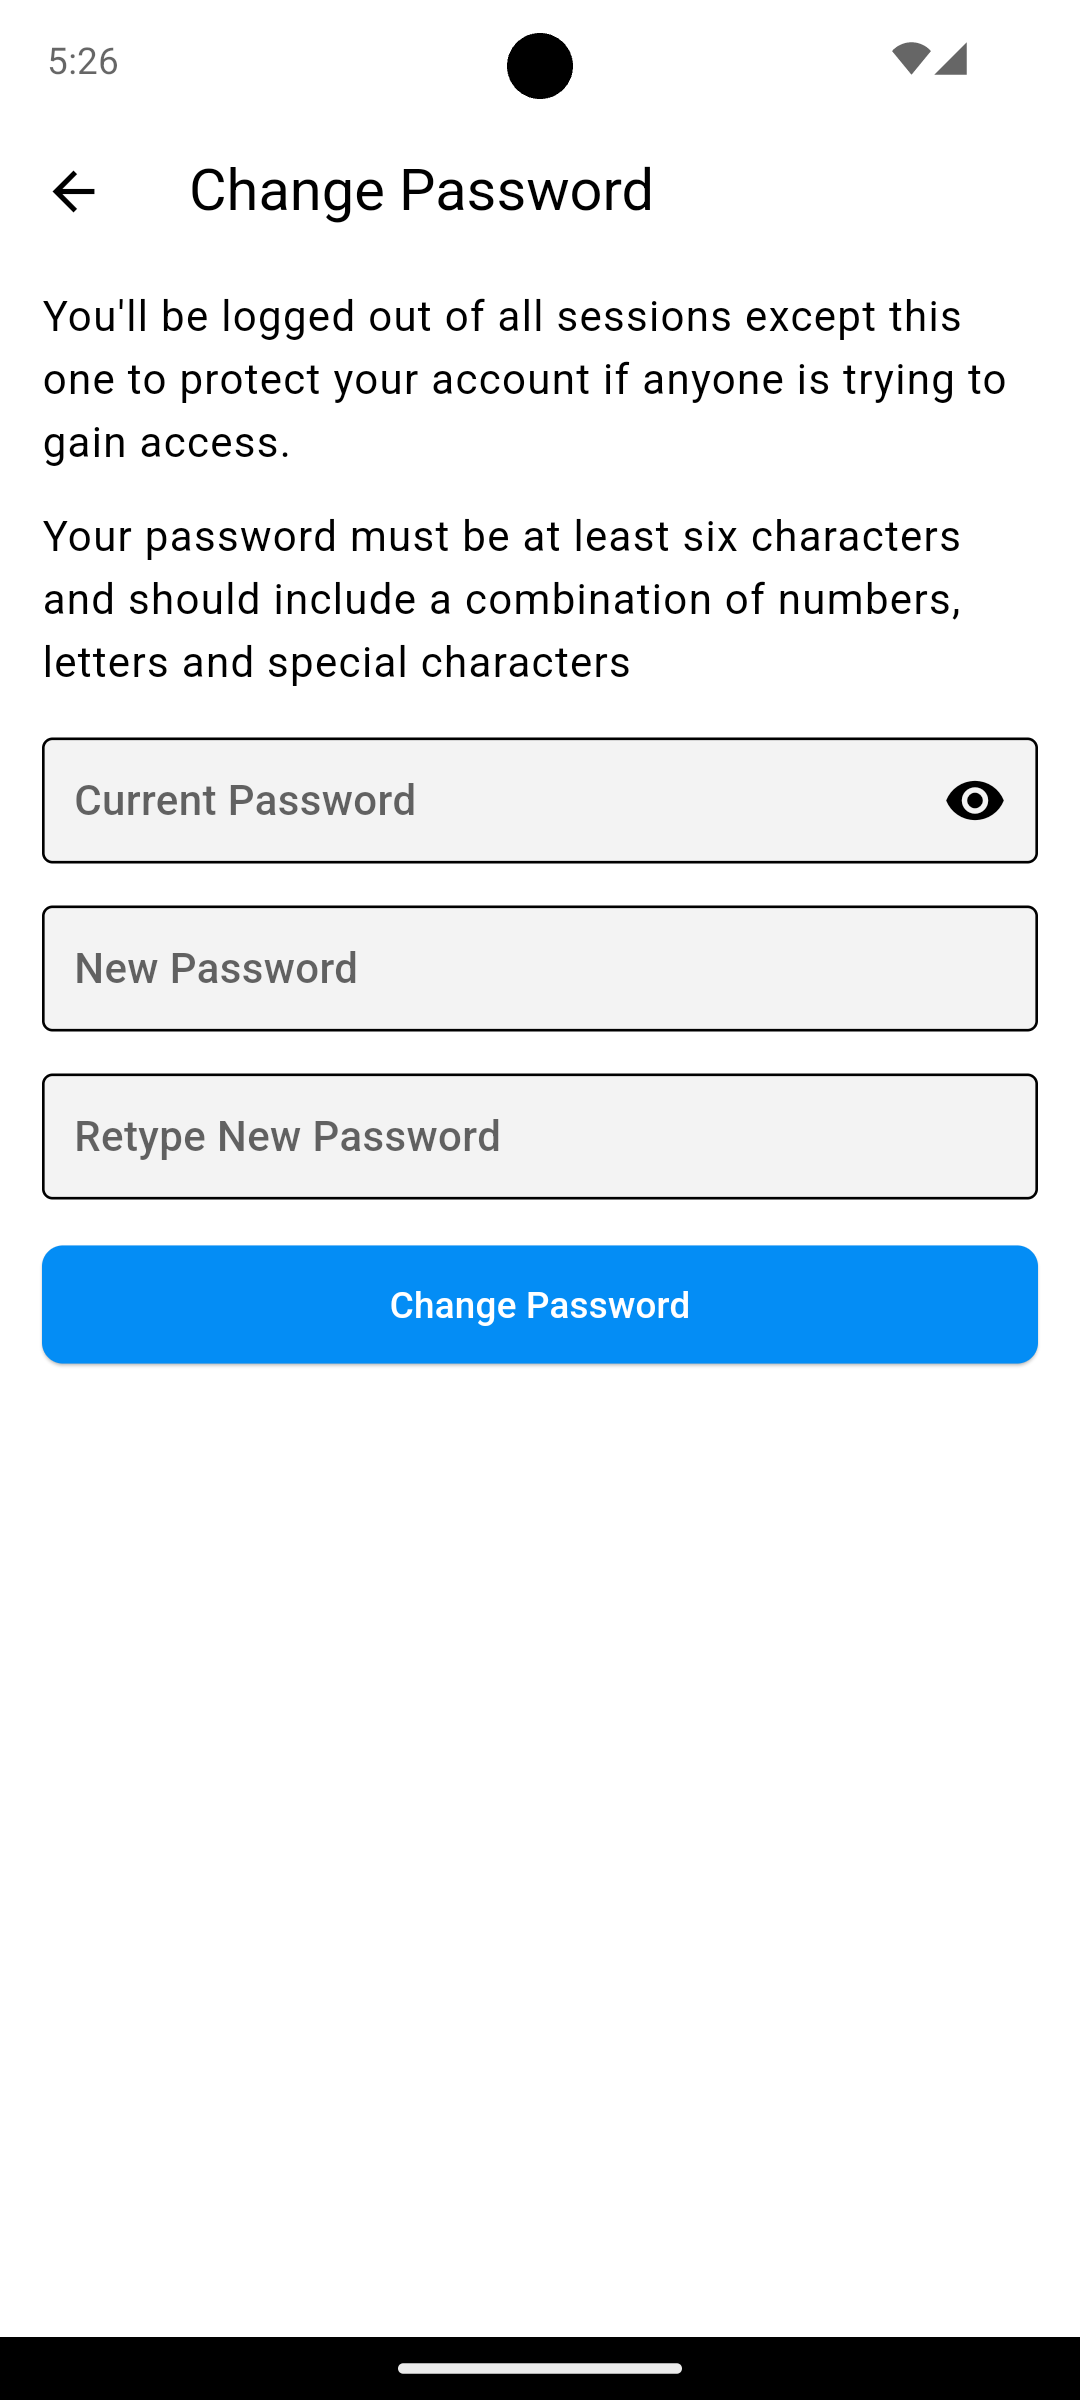 5:26
Change Password
You'll be logged out of all sessions except this
one to protect your account if anyone is trying to
gain access.
Your password must be at least six characters
and should include a combination of numbers,
letters and special characters
Current Password
New Password
Retype New Password
Change Password